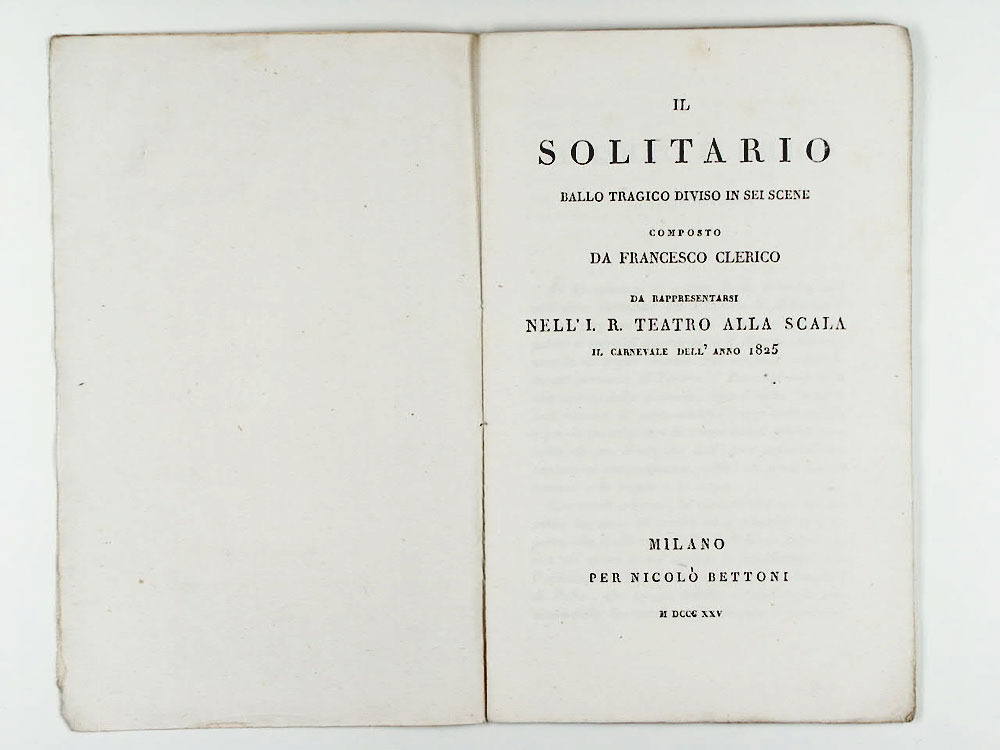 IL
SOLITARIO
BALLO TRAGICO DIVISO IN SEI SCENE
COMPOSTO
DA FRANCESCO CLERICO
DA RAPPRESENTARSI
NELL' I. R. TEATRO ALLA SCALA
IL CARNEVALE DELL' ANNO 1825
MILANO
PER NICOLÒ BETTONI
M DCCC XXV